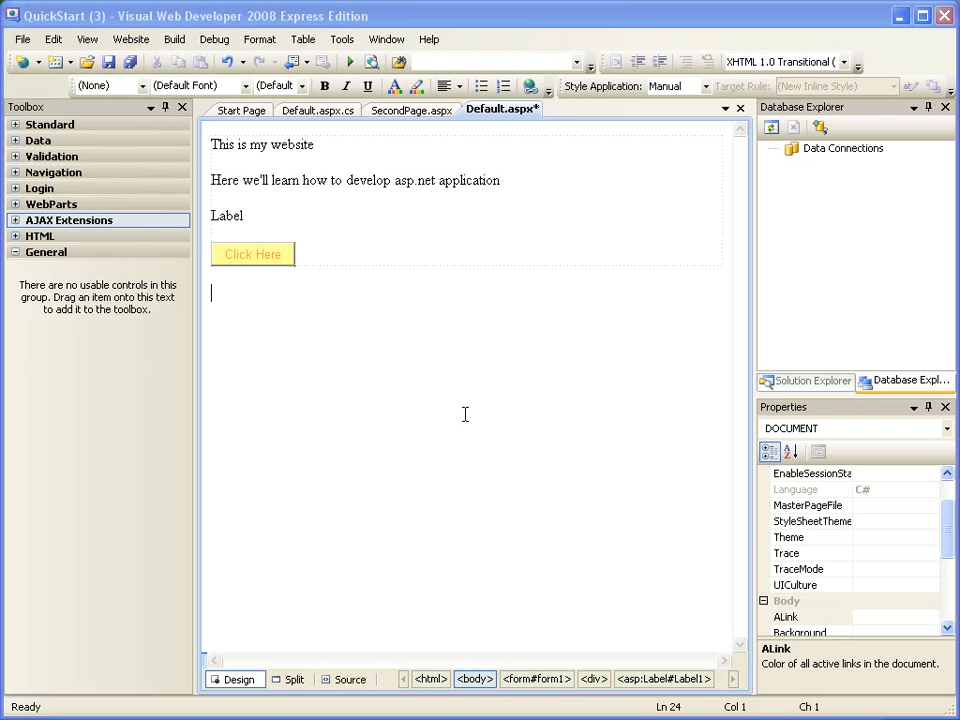 QuickStart (3) - Visual Web Developer 2008 Express Edition
File Edit View Website Build Debug Format Table Tools Window Help
XHTML 1.0 Transitional (
(None) (Default Font) (Default B I U A Style Application: Manual Target Rule: (New Inline Style)
Toolbox
Start Page Default.aspx.cs SecondPage.aspx Default.aspx*
Database Explorer
Standard
Data
Validation
Navigation
Login
WebParts
AJAX Extensions
HTML
General
There are no usable controls in this
group. Drag an item onto this text
to add it to the toolbox.
This is my website
Here we'll learn how to develop asp.net application
Label
Click Here
Data Connections
Solution Explorer Database Expl...
Properties
DOCUMENT
EnableSessionSta
Language C#
MasterPageFile
StyleSheetTheme
Theme
Trace
TraceMode
UICulture
Body
ALink
Background
ALink
Color of all active links in the document.
Design Split Source <html> <body> <form#form1> <div> <asp:Label#Label1>
Ready Ln 24 Col 1 Ch 1